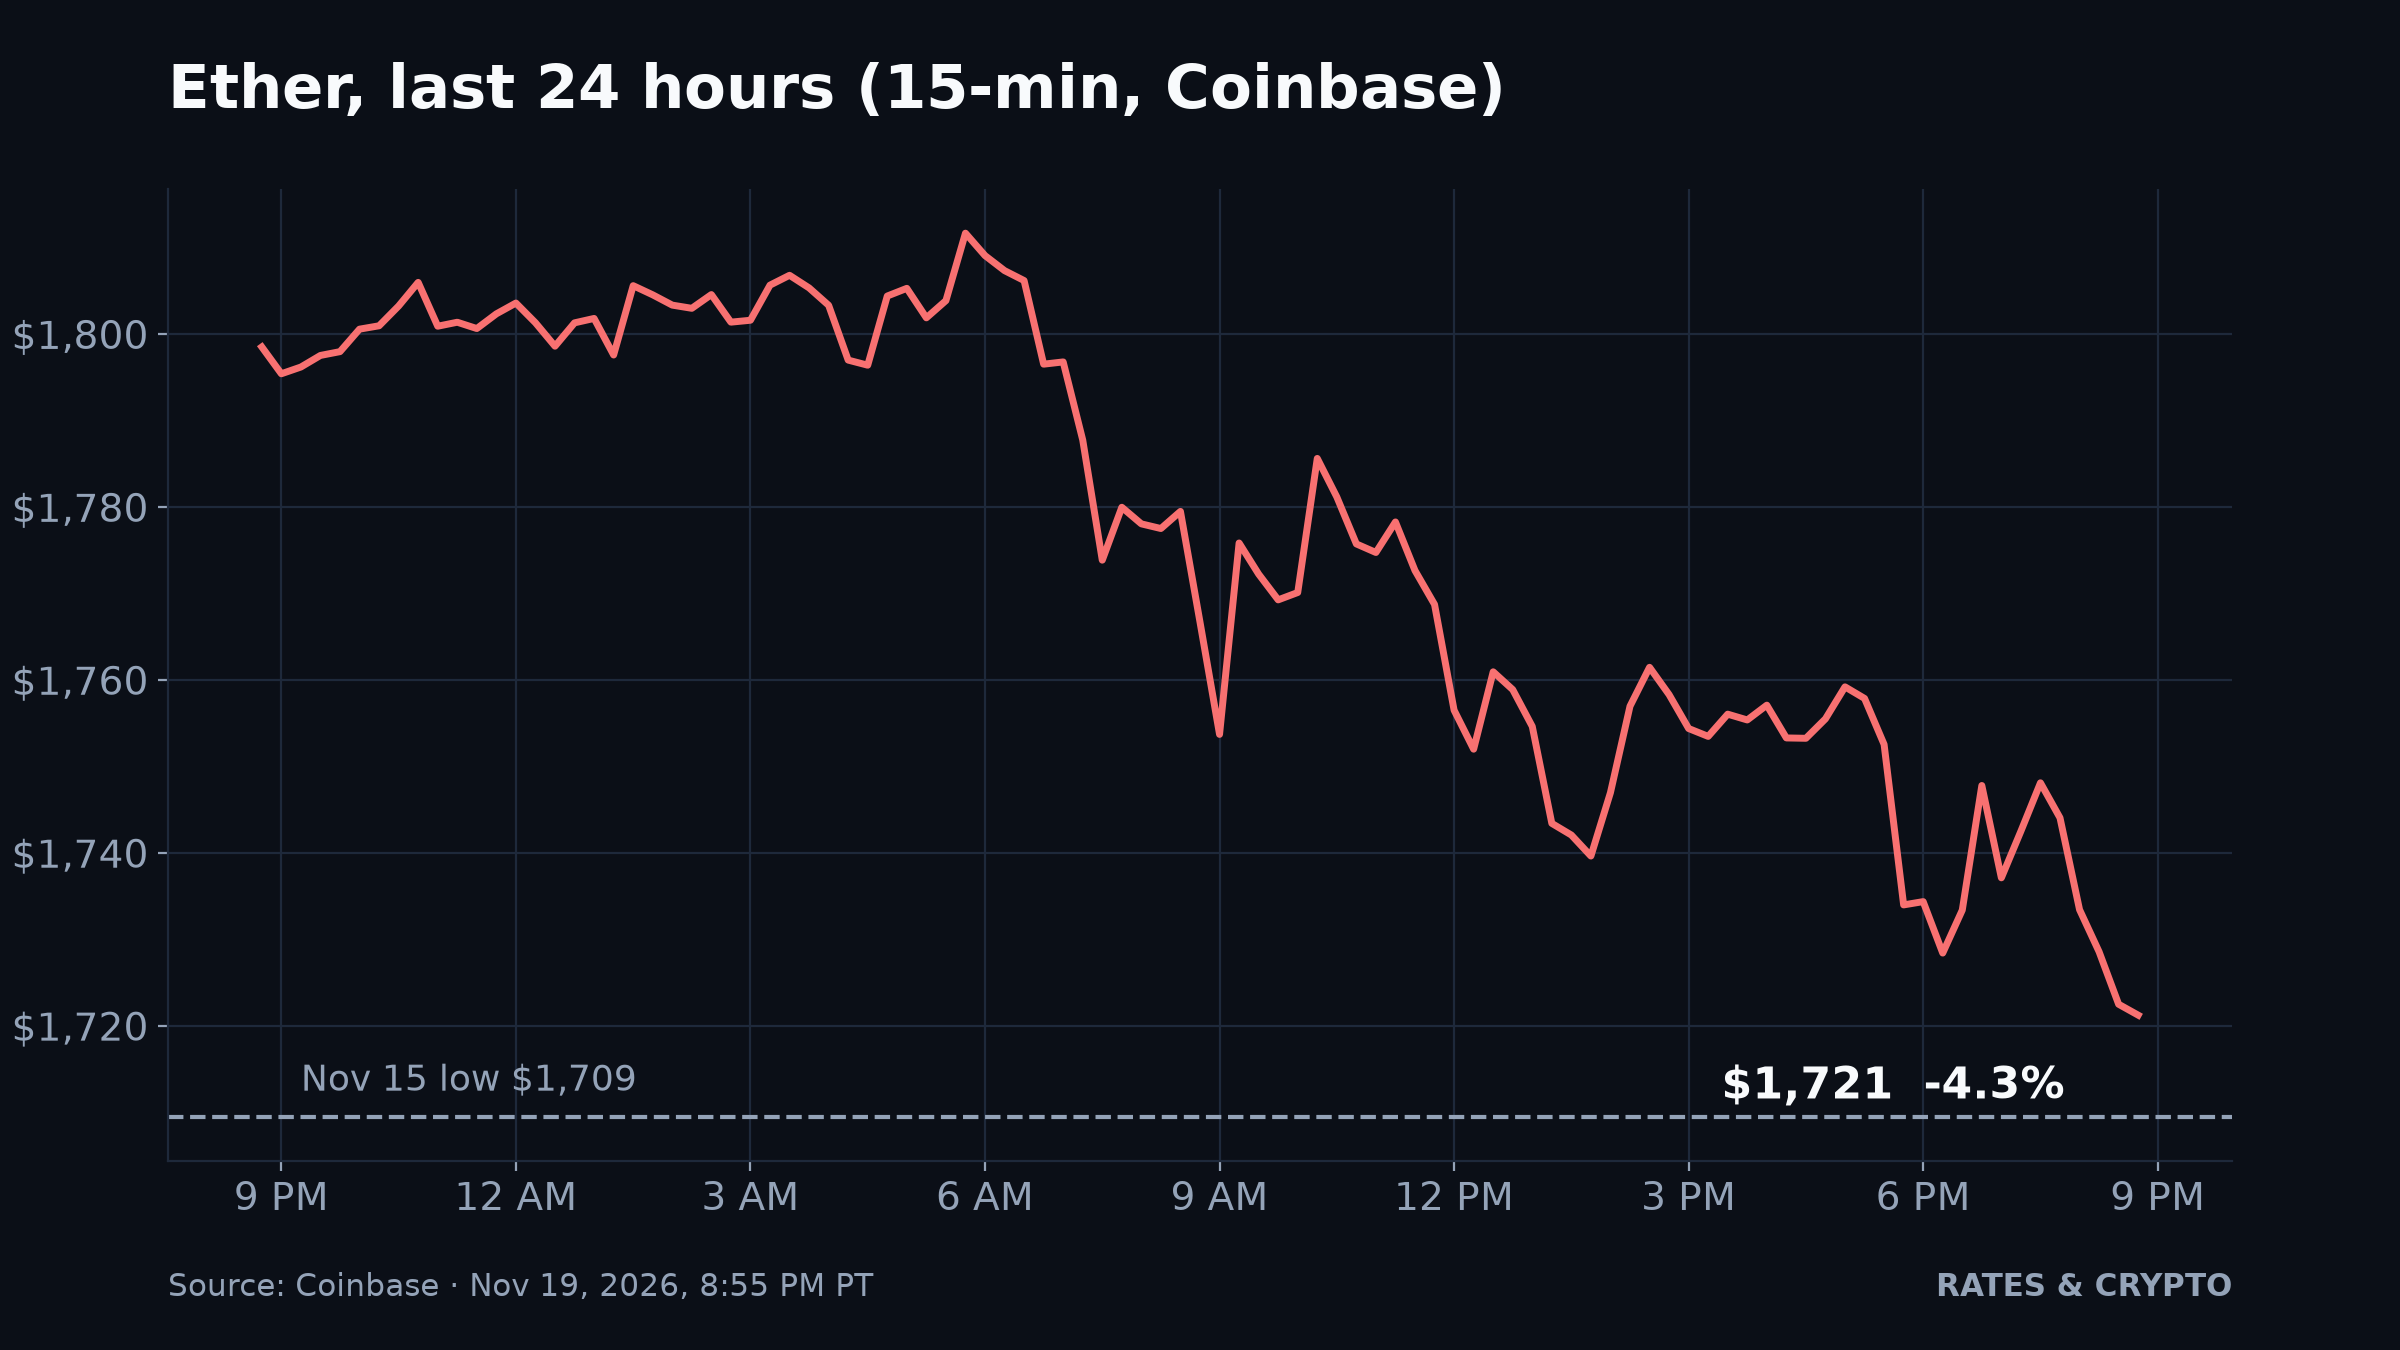 Ether, last 24 hours (15-min, Coinbase)
$1,800
$1,780
$1,760
$1,740
$1,720
Nov 15 low $1,709
$1,721 -4.3%
9 PM 12 AM 3 AM 6 AM 9 AM 12 PM 3 PM 6 PM 9 PM
Source: Coinbase · Nov 19, 2026, 8:55 PM PT
RATES & CRYPTO